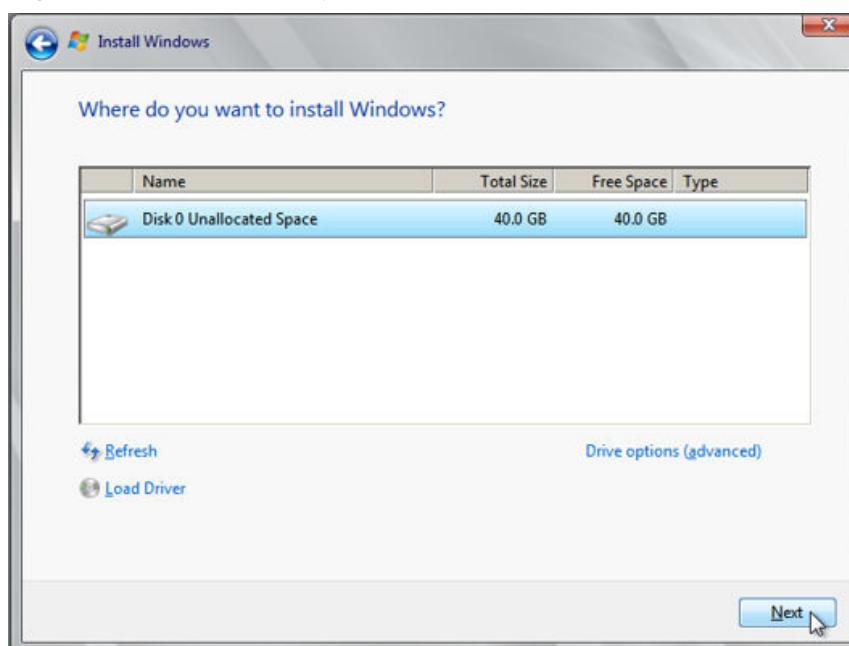 Install Windows
Where do you want to install Windows?
Name Total Size Free Space Type
Disk 0 Unallocated Space 40.0 GB 40.0 GB
Refresh Drive options (advanced)
Load Driver
Next